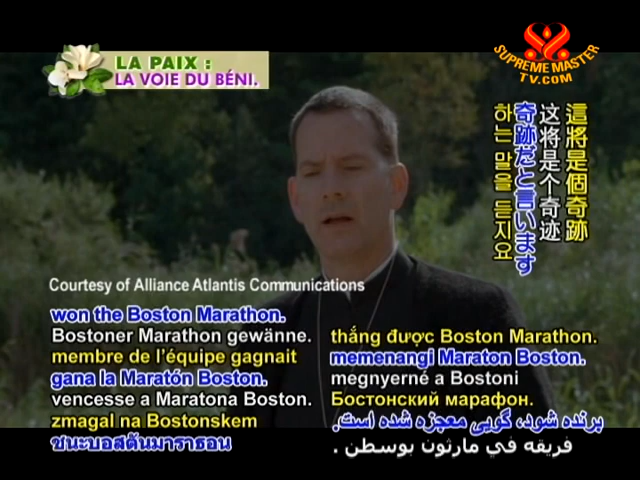 LA PAIX :
LA VOIE DU BÉNI.
SUPREME MASTER
TV.COM
這將是個奇跡
这将是个奇迹
奇跡だと言います
하는 말을 듣지요
Courtesy of Alliance Atlantis Communications
won the Boston Marathon.
Bostoner Marathon gewänne.
membre de l'équipe gagnait
gana la Maratón Boston.
vencesse a Maratona Boston.
zmagal na Bostonskem
ชนะบอสตันมาราธอน
thắng được Boston Marathon.
memenangi Maraton Boston.
megnyerné a Bostoni
Бостонский марафон.
برنده شود، گویی معجزه شده است.
فريقه في مارثون بوسطن .